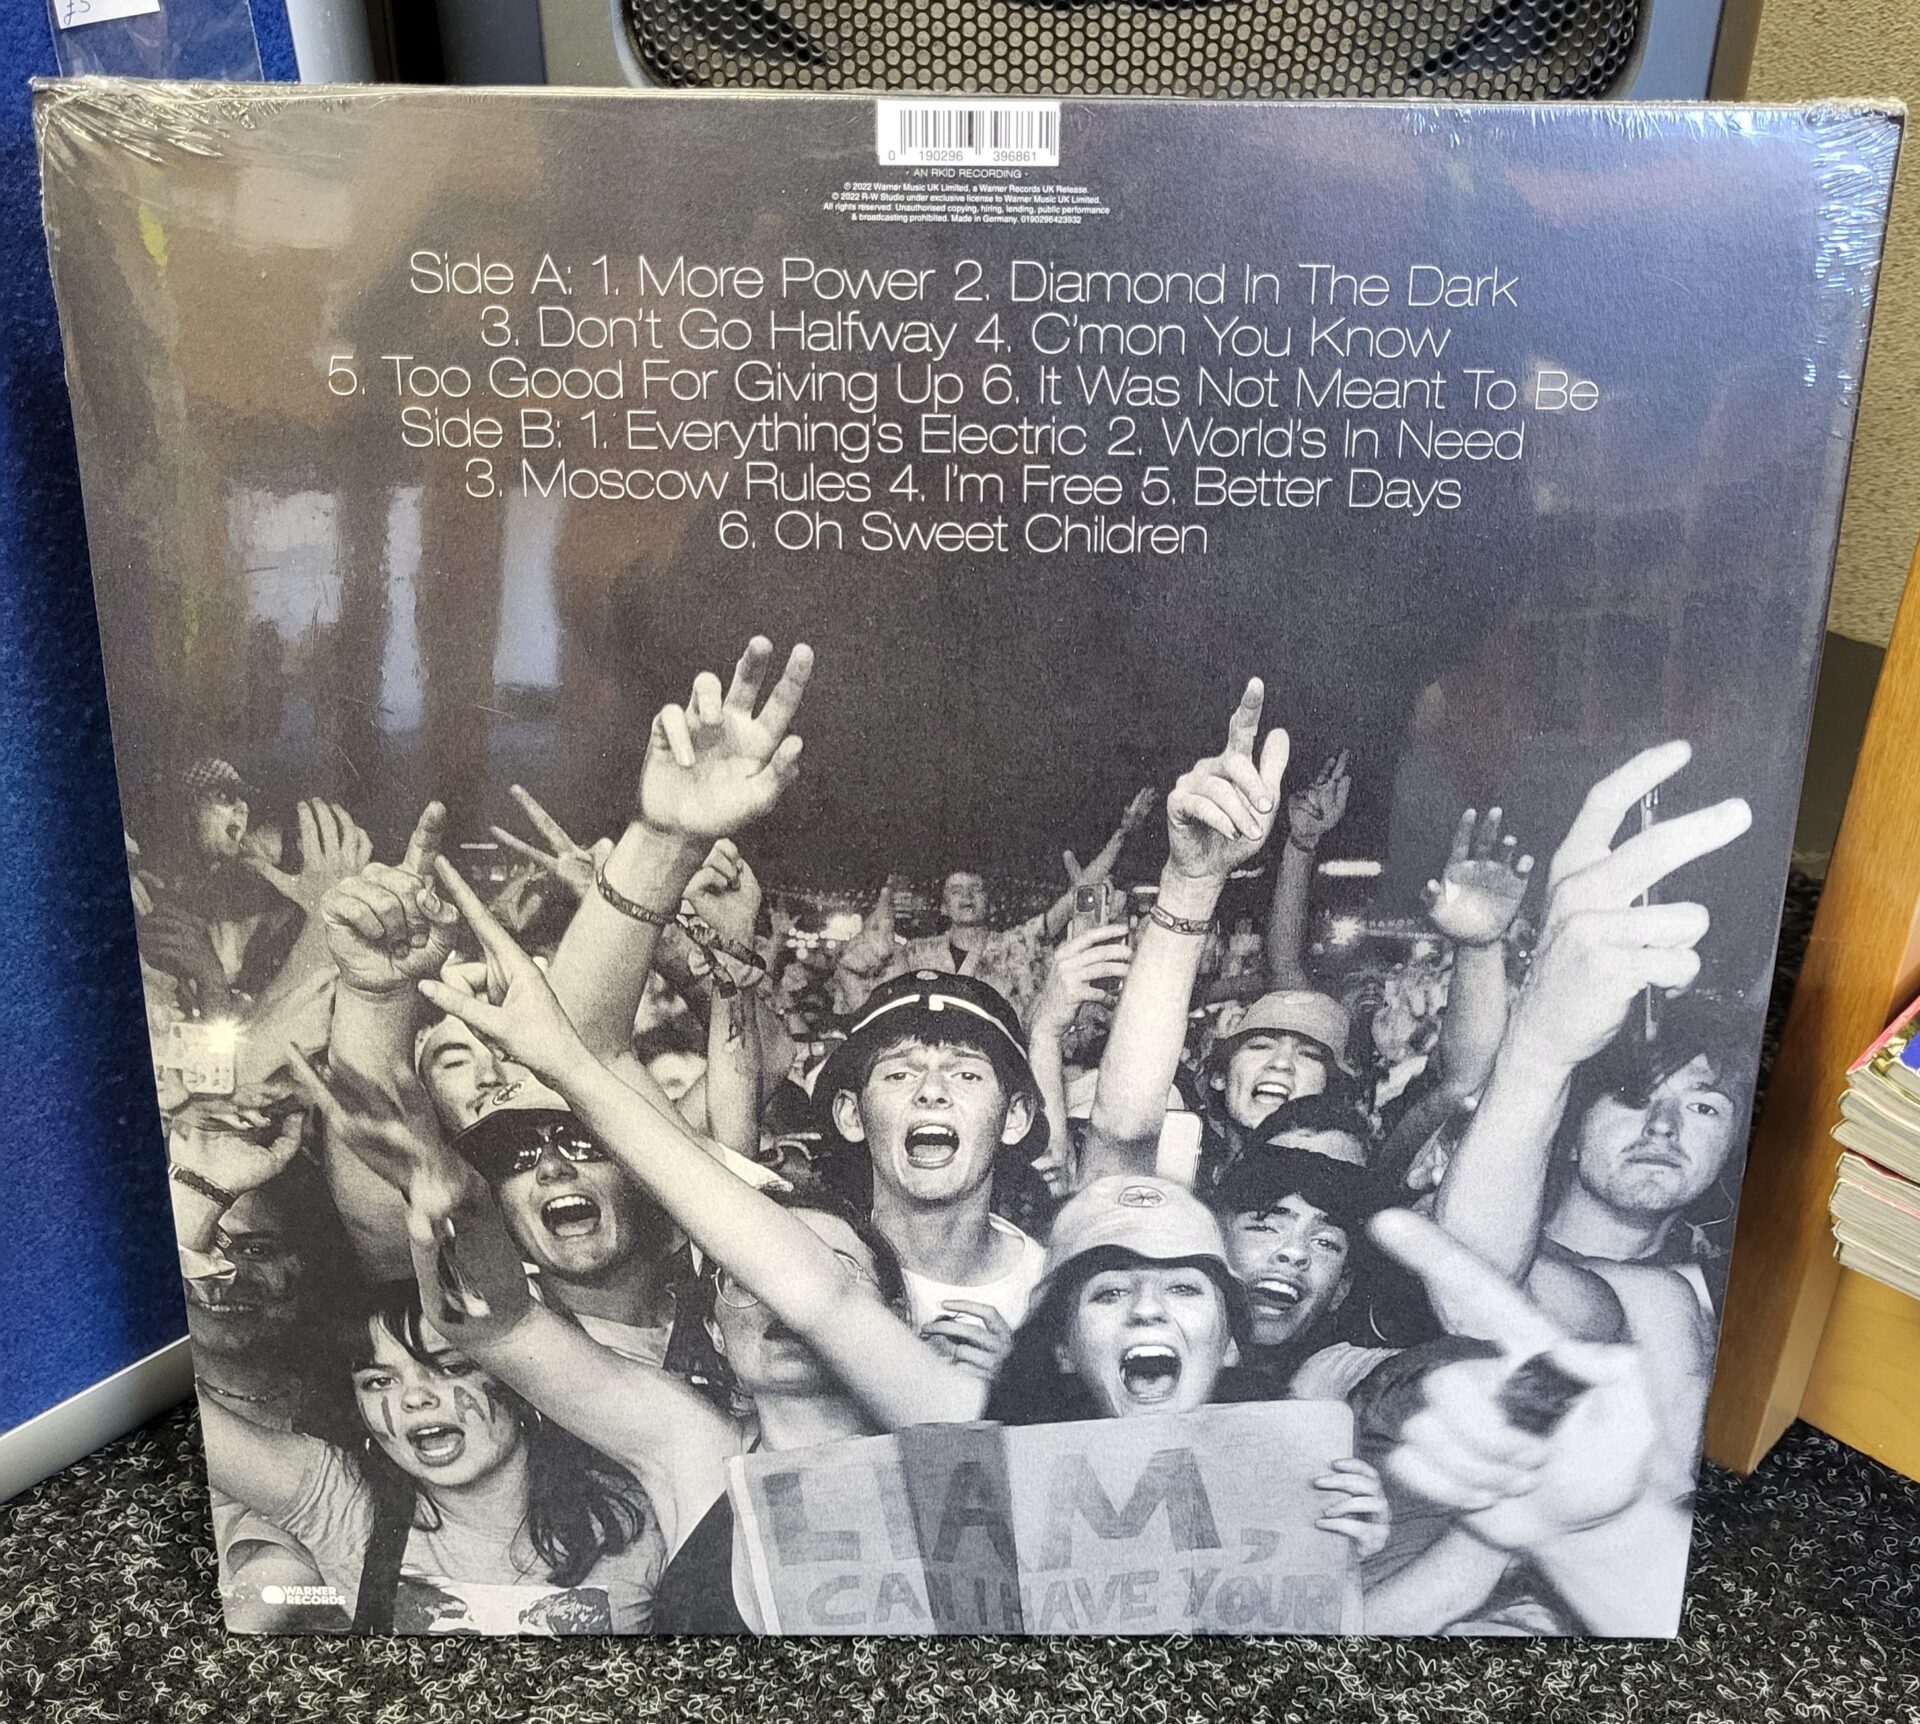 £5
0 190296 396861
- AN RKID RECORDING -
℗ 2022 Warner Music UK Limited, a Warner Records UK Release.
© 2022 R-W Studio under exclusive license to Warner Music UK Limited.
All rights reserved. Unauthorised copying, hiring, lending, public performance
& broadcasting prohibited. Made in Germany. 0190296423932
Side A: 1. More Power 2. Diamond In The Dark
3. Don't Go Halfway 4. C'mon You Know
5. Too Good For Giving Up 6. It Was Not Meant To Be
Side B: 1. Everything's Electric 2. World's In Need
3. Moscow Rules 4. I'm Free 5. Better Days
6. Oh Sweet Children
LIAM,
CAN I HAVE YOUR
WARNER
RECORDS